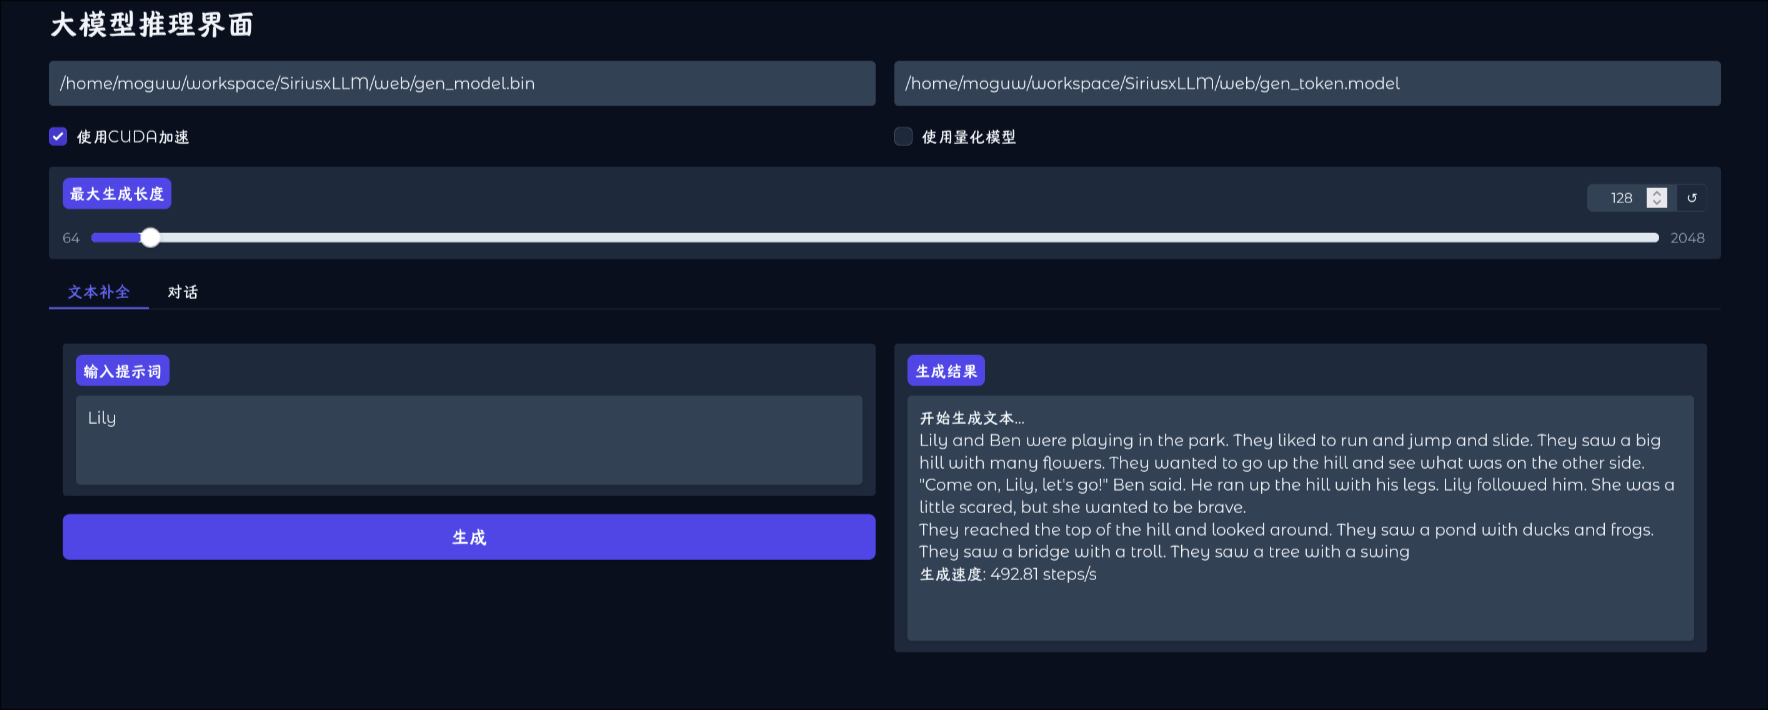 大模型推理界面
/home/moguw/workspace/SiriusxLLM/web/gen_model.bin
/home/moguw/workspace/SiriusxLLM/web/gen_token.model
使用CUDA加速
使用量化模型
最大生成长度
128
64
2048
文本补全
对话
输入提示词
Lily
生成
生成结果
开始生成文本...
Lily and Ben were playing in the park. They liked to run and jump and slide. They saw a big
hill with many flowers. They wanted to go up the hill and see what was on the other side.
"Come on, Lily, let's go!" Ben said. He ran up the hill with his legs. Lily followed him. She was a
little scared, but she wanted to be brave.
They reached the top of the hill and looked around. They saw a pond with ducks and frogs.
They saw a bridge with a troll. They saw a tree with a swing
生成速度: 492.81 steps/s